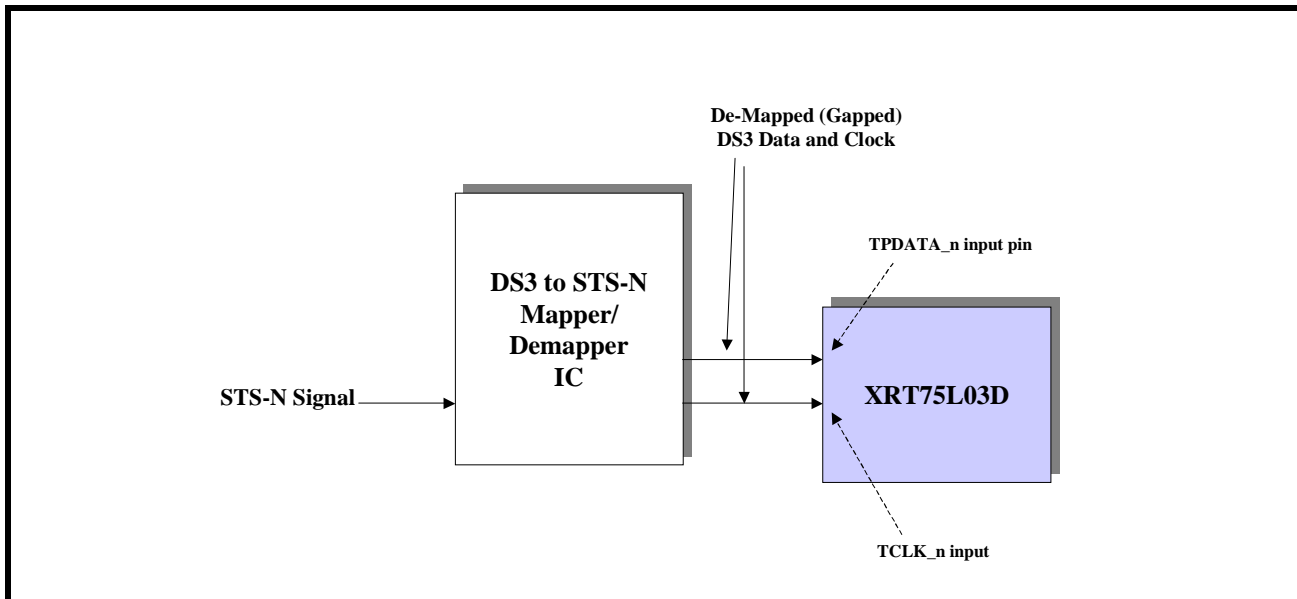 De-Mapped (Gapped)
DS3 Data and Clock
TPDATA_n input pin
DS3 to STS-N
Mapper/
Demapper
IC
XRT75L03D
STS-N Signal
TCLK_n input